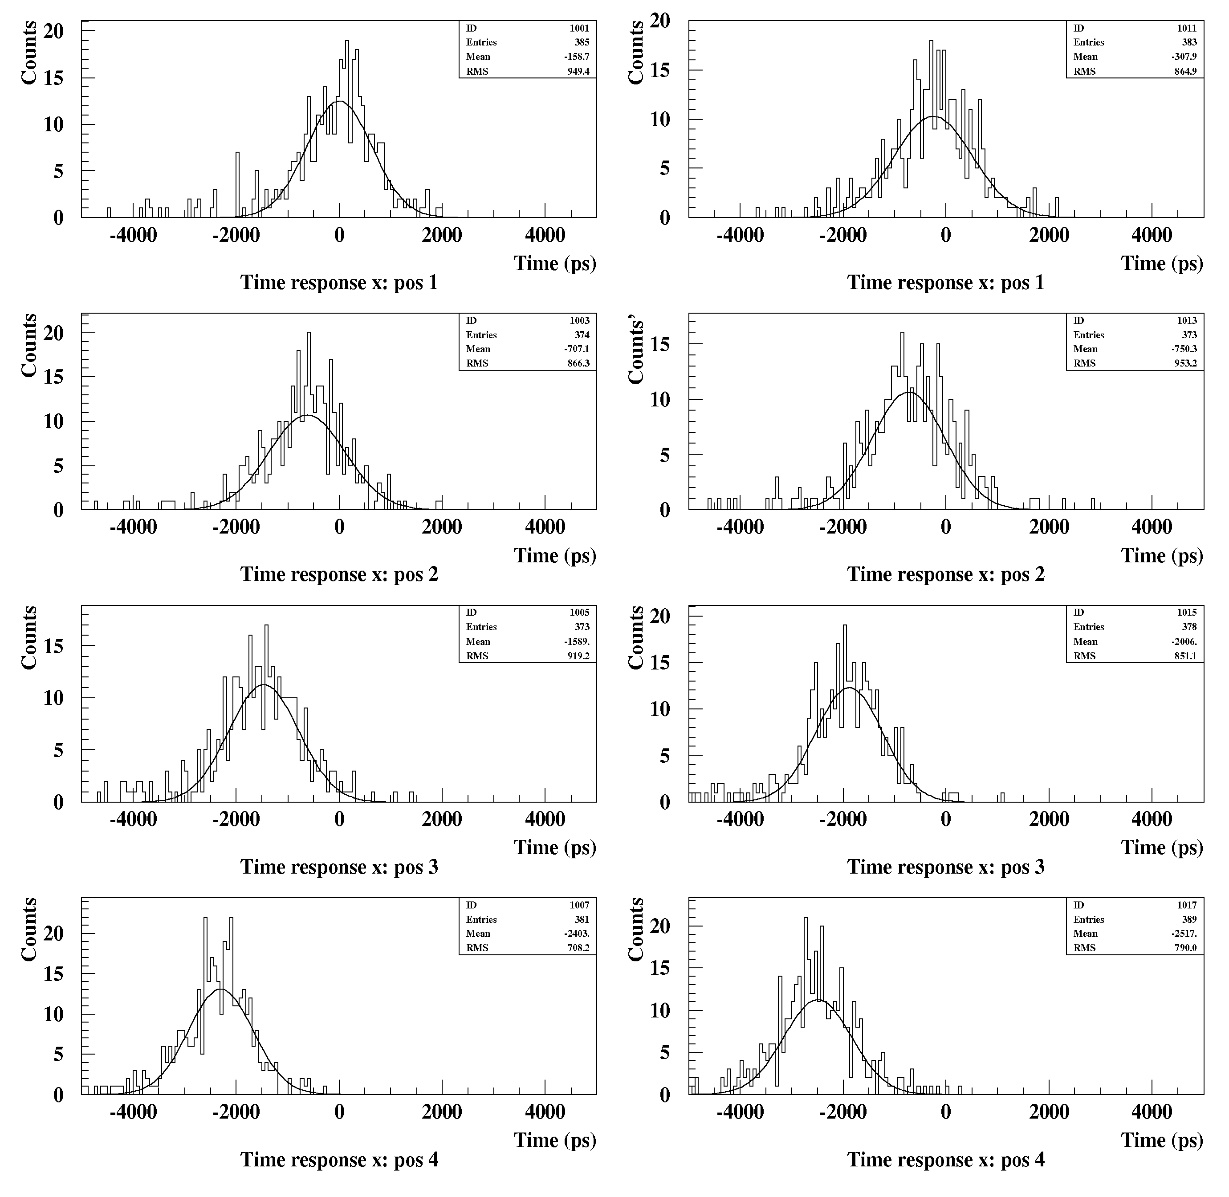 Counts
20
15
10
5
0
ID 1001
Entries 385
Mean -158.7
RMS 949.4
-4000 -2000 0 2000 4000
Time (ps)
Time response x: pos 1
Counts
20
15
10
5
0
ID 1011
Entries 383
Mean -307.9
RMS 864.9
-4000 -2000 0 2000 4000
Time (ps)
Time response x: pos 1
Counts
20
15
10
5
0
ID 1003
Entries 374
Mean -707.1
RMS 866.3
-4000 -2000 0 2000 4000
Time (ps)
Time response x: pos 2
Counts'
15
10
5
0
ID 1013
Entries 373
Mean -750.3
RMS 953.2
-4000 -2000 0 2000 4000
Time (ps)
Time response x: pos 2
Counts
15
10
5
0
ID 1005
Entries 373
Mean -1589.
RMS 919.2
-4000 -2000 0 2000 4000
Time (ps)
Time response x: pos 3
Counts
20
15
10
5
0
ID 1015
Entries 378
Mean -2006.
RMS 851.1
-4000 -2000 0 2000 4000
Time (ps)
Time response x: pos 3
Counts
20
15
10
5
0
ID 1007
Entries 381
Mean -2403.
RMS 708.2
-4000 -2000 0 2000 4000
Time (ps)
Time response x: pos 4
Counts
20
15
10
5
0
ID 1017
Entries 389
Mean -2517.
RMS 790.0
-4000 -2000 0 2000 4000
Time (ps)
Time response x: pos 4